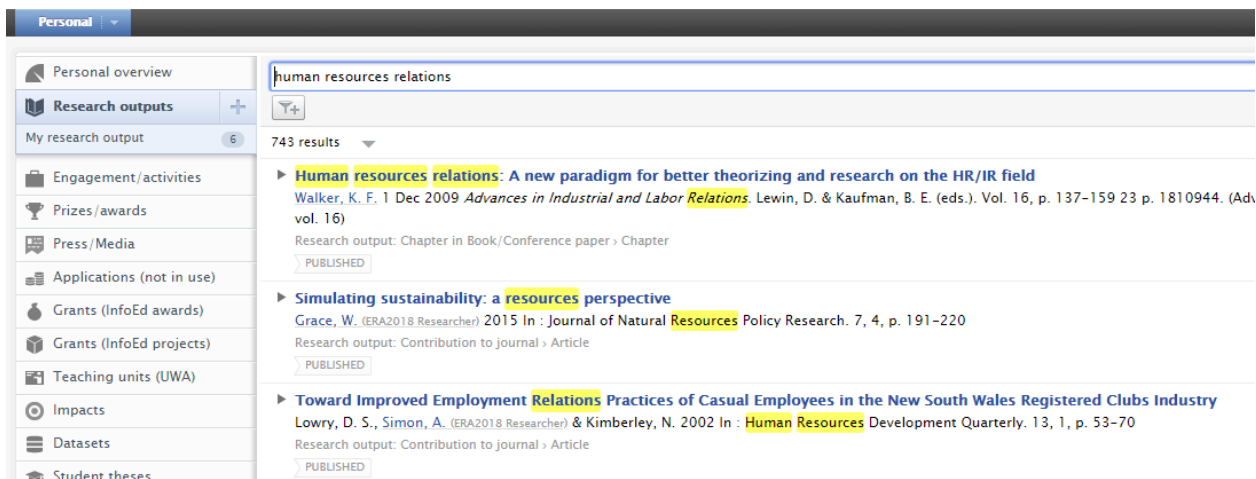 Personal
Personal overview
Research outputs
My research output 6
Engagement/activities
Prizes/awards
Press/Media
Applications (not in use)
Grants (InfoEd awards)
Grants (InfoEd projects)
Teaching units (UWA)
Impacts
Datasets
Student theses
human resources relations
743 results
Human resources relations: A new paradigm for better theorizing and research on the HR/IR field
Walker, K. F. 1 Dec 2009 Advances in Industrial and Labor Relations. Lewin, D. & Kaufman, B. E. (eds.). Vol. 16, p. 137-159 23 p. 1810944. (Adv
vol. 16)
Research output: Chapter in Book/Conference paper › Chapter
PUBLISHED
Simulating sustainability: a resources perspective
Grace, W. (ERA2018 Researcher) 2015 In : Journal of Natural Resources Policy Research. 7, 4, p. 191-220
Research output: Contribution to journal › Article
PUBLISHED
Toward Improved Employment Relations Practices of Casual Employees in the New South Wales Registered Clubs Industry
Lowry, D. S., Simon, A. (ERA2018 Researcher) & Kimberley, N. 2002 In : Human Resources Development Quarterly. 13, 1, p. 53-70
Research output: Contribution to journal › Article
PUBLISHED